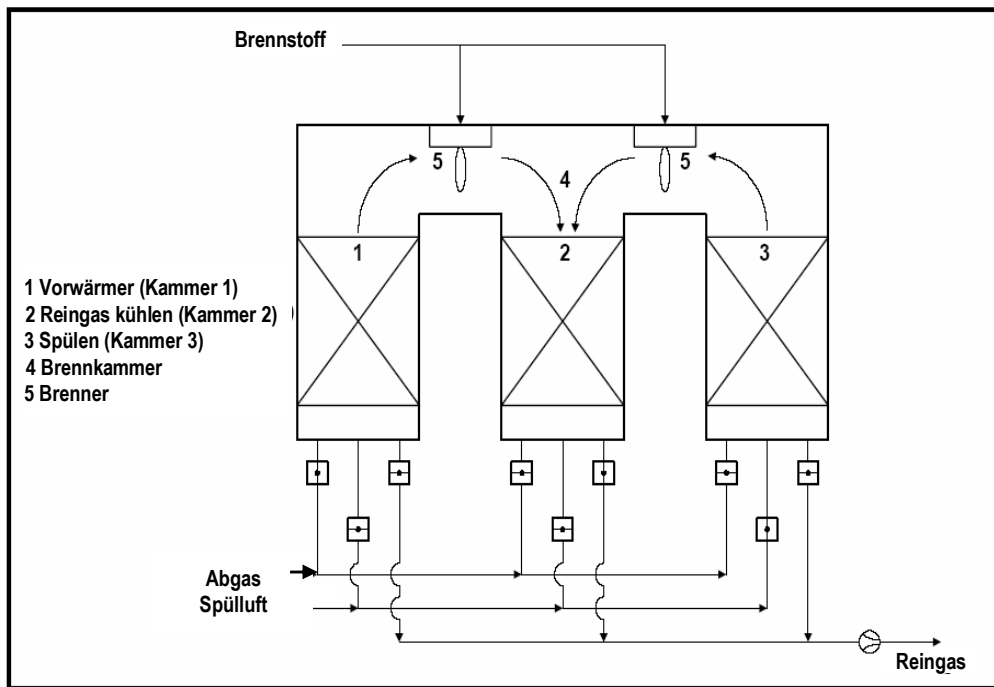 Brennstoff
5
4
5
1
2
3
1 Vorwärmer (Kammer 1)
2 Reingas kühlen (Kammer 2)
3 Spülen (Kammer 3)
4 Brennkammer
5 Brenner
Abgas
Spülluft
Reingas